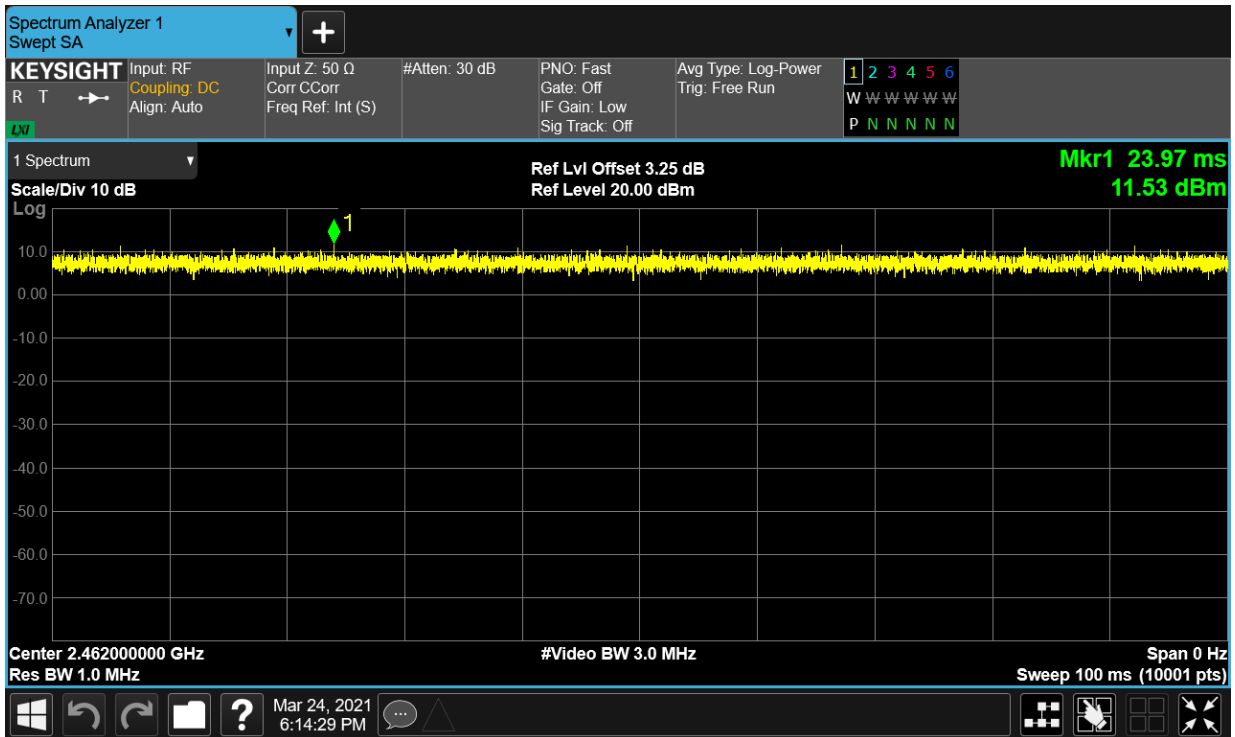 Spectrum Analyzer 1
Swept SA
KEYSIGHT
R T
LXI
Input: RF
Coupling: DC
Align: Auto
Input Z: 50 Ω
Corr CCorr
Freq Ref: Int (S)
#Atten: 30 dB
PNO: Fast
Gate: Off
IF Gain: Low
Sig Track: Off
Avg Type: Log-Power
Trig: Free Run
1 2 3 4 5 6
W W W W W W
P N N N N N
1 Spectrum
Scale/Div 10 dB
Log
Ref Lvl Offset 3.25 dB
Ref Level 20.00 dBm
Mkr1 23.97 ms
11.53 dBm
1
10.0
0.00
-10.0
-20.0
-30.0
-40.0
-50.0
-60.0
-70.0
Center 2.462000000 GHz
Res BW 1.0 MHz
#Video BW 3.0 MHz
Span 0 Hz
Sweep 100 ms (10001 pts)
?
Mar 24, 2021
6:14:29 PM